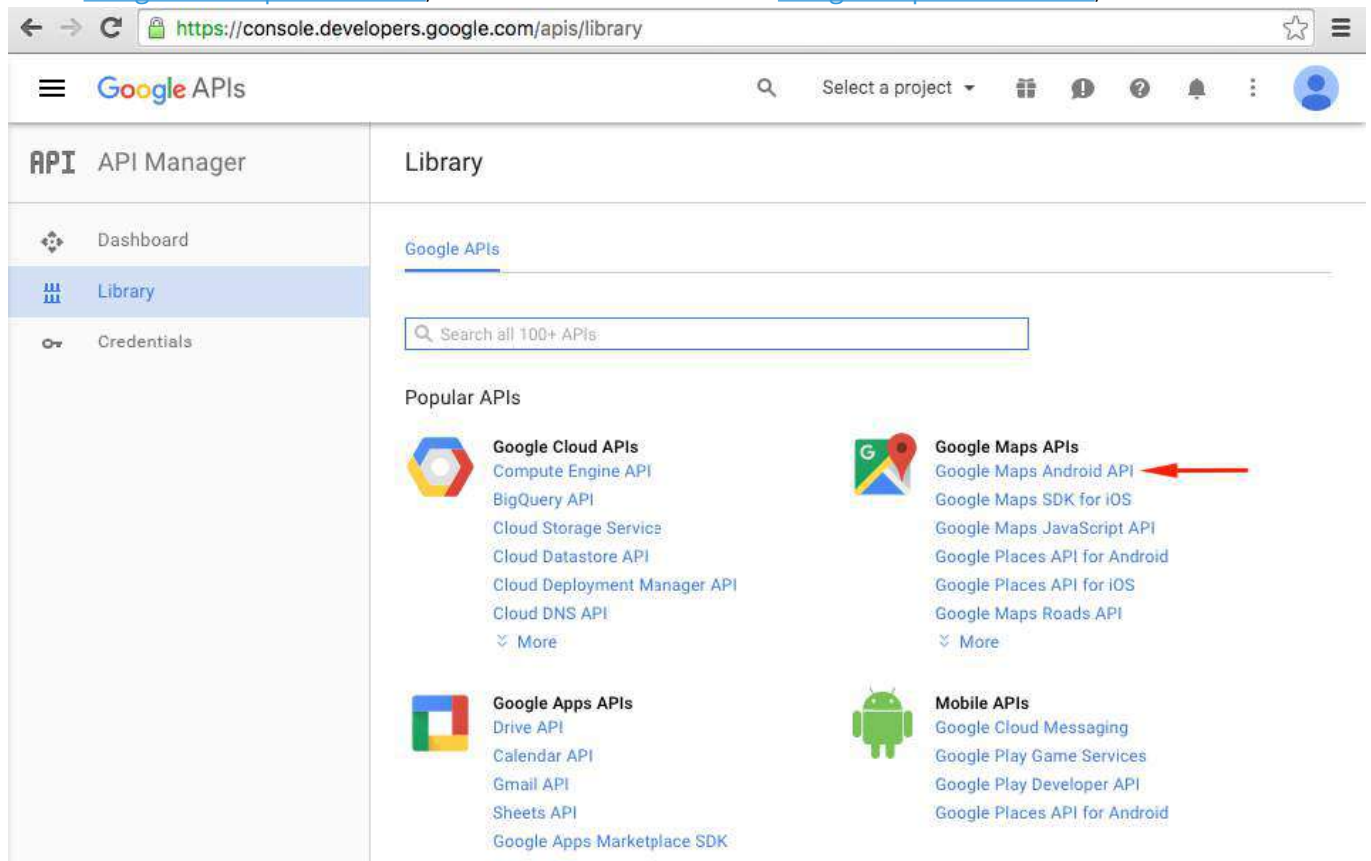 https://console.developers.google.com/apis/library
Google APIs
Select a project
API API Manager
Library
Dashboard
Library
Credentials
Google APIs
Search all 100+ APIs
Popular APIs
Google Cloud APIs
Compute Engine API
BigQuery API
Cloud Storage Service
Cloud Datastore API
Cloud Deployment Manager API
Cloud DNS API
More
G
Google Maps APIs
Google Maps Android API
Google Maps SDK for iOS
Google Maps JavaScript API
Google Places API for Android
Google Places API for iOS
Google Maps Roads API
More
Google Apps APIs
Drive API
Calendar API
Gmail API
Sheets API
Google Apps Marketplace SDK
Mobile APIs
Google Cloud Messaging
Google Play Game Services
Google Play Developer API
Google Places API for Android